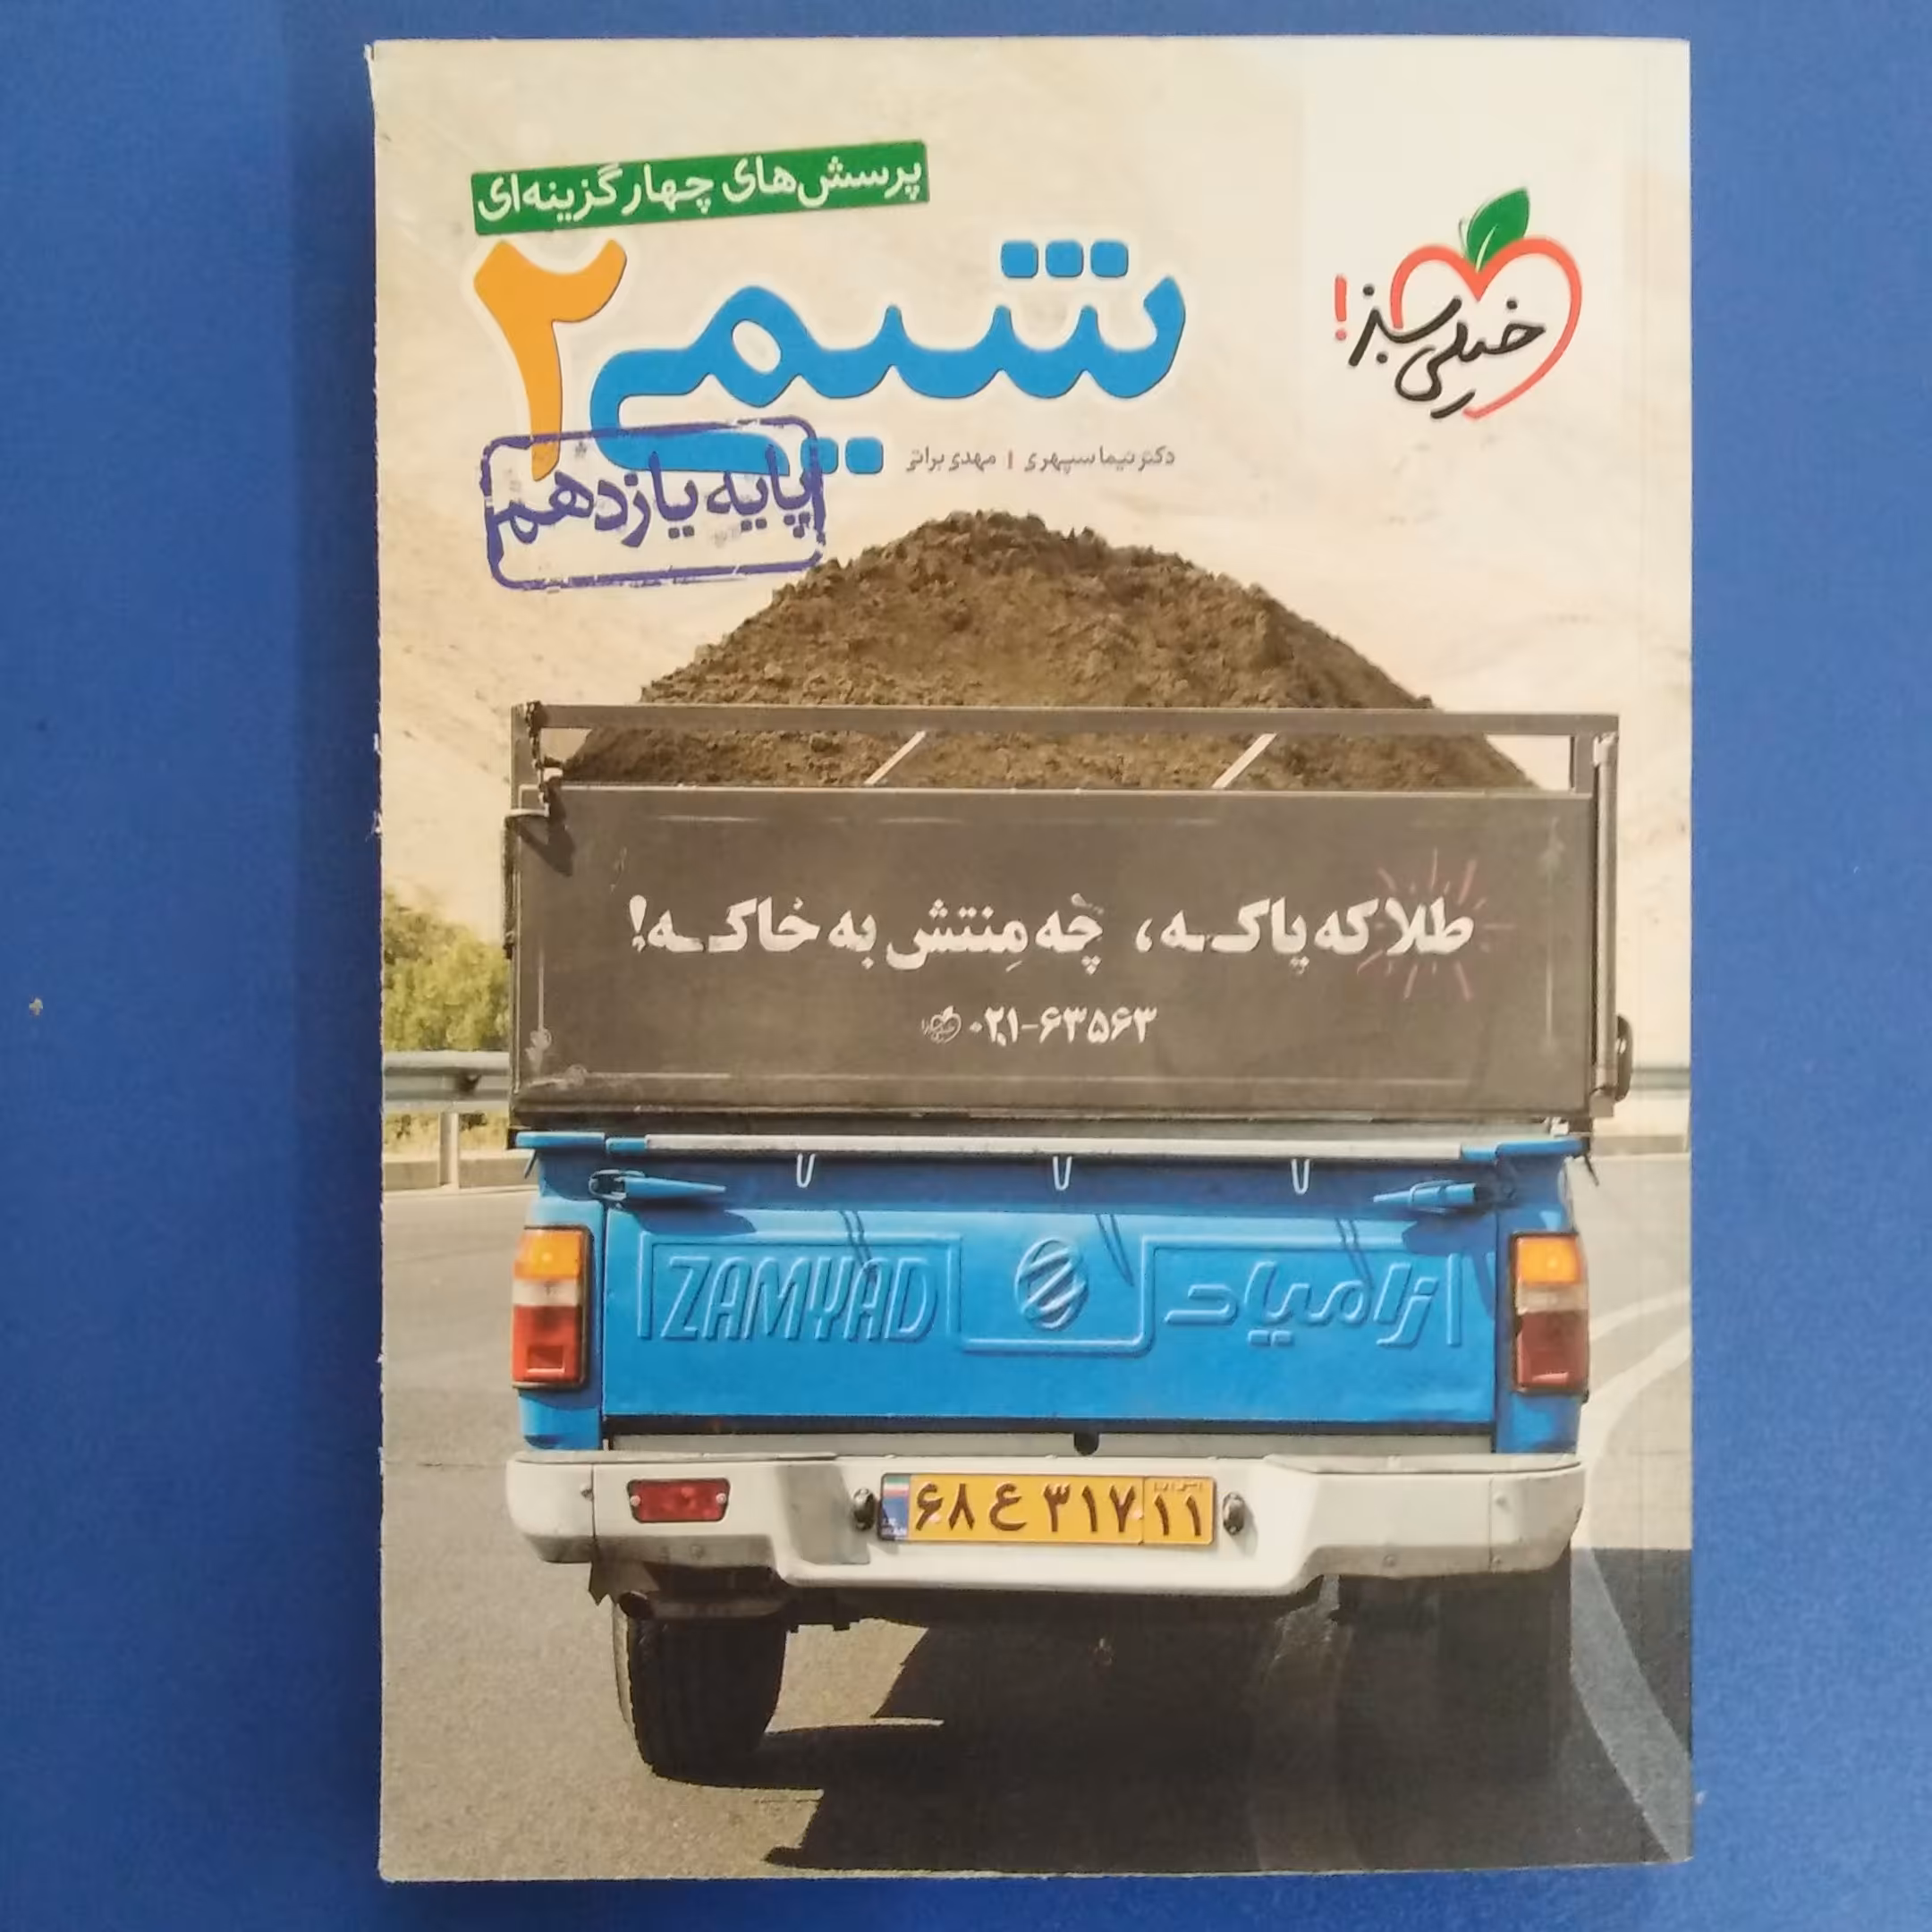 پرسش‌های چهارگزینه‌ای
شیمی ۲
خیلی سبز!
دکتر نیما سپهری | مهدی براتی
پایه یازدهم
طلا که پاکه، چه مِنتش به خاکه!
۰۲۱-۶۳۵۶۳
ZAMYAD زامیاد
۶۸ ع ۳۱۷ ۱۱